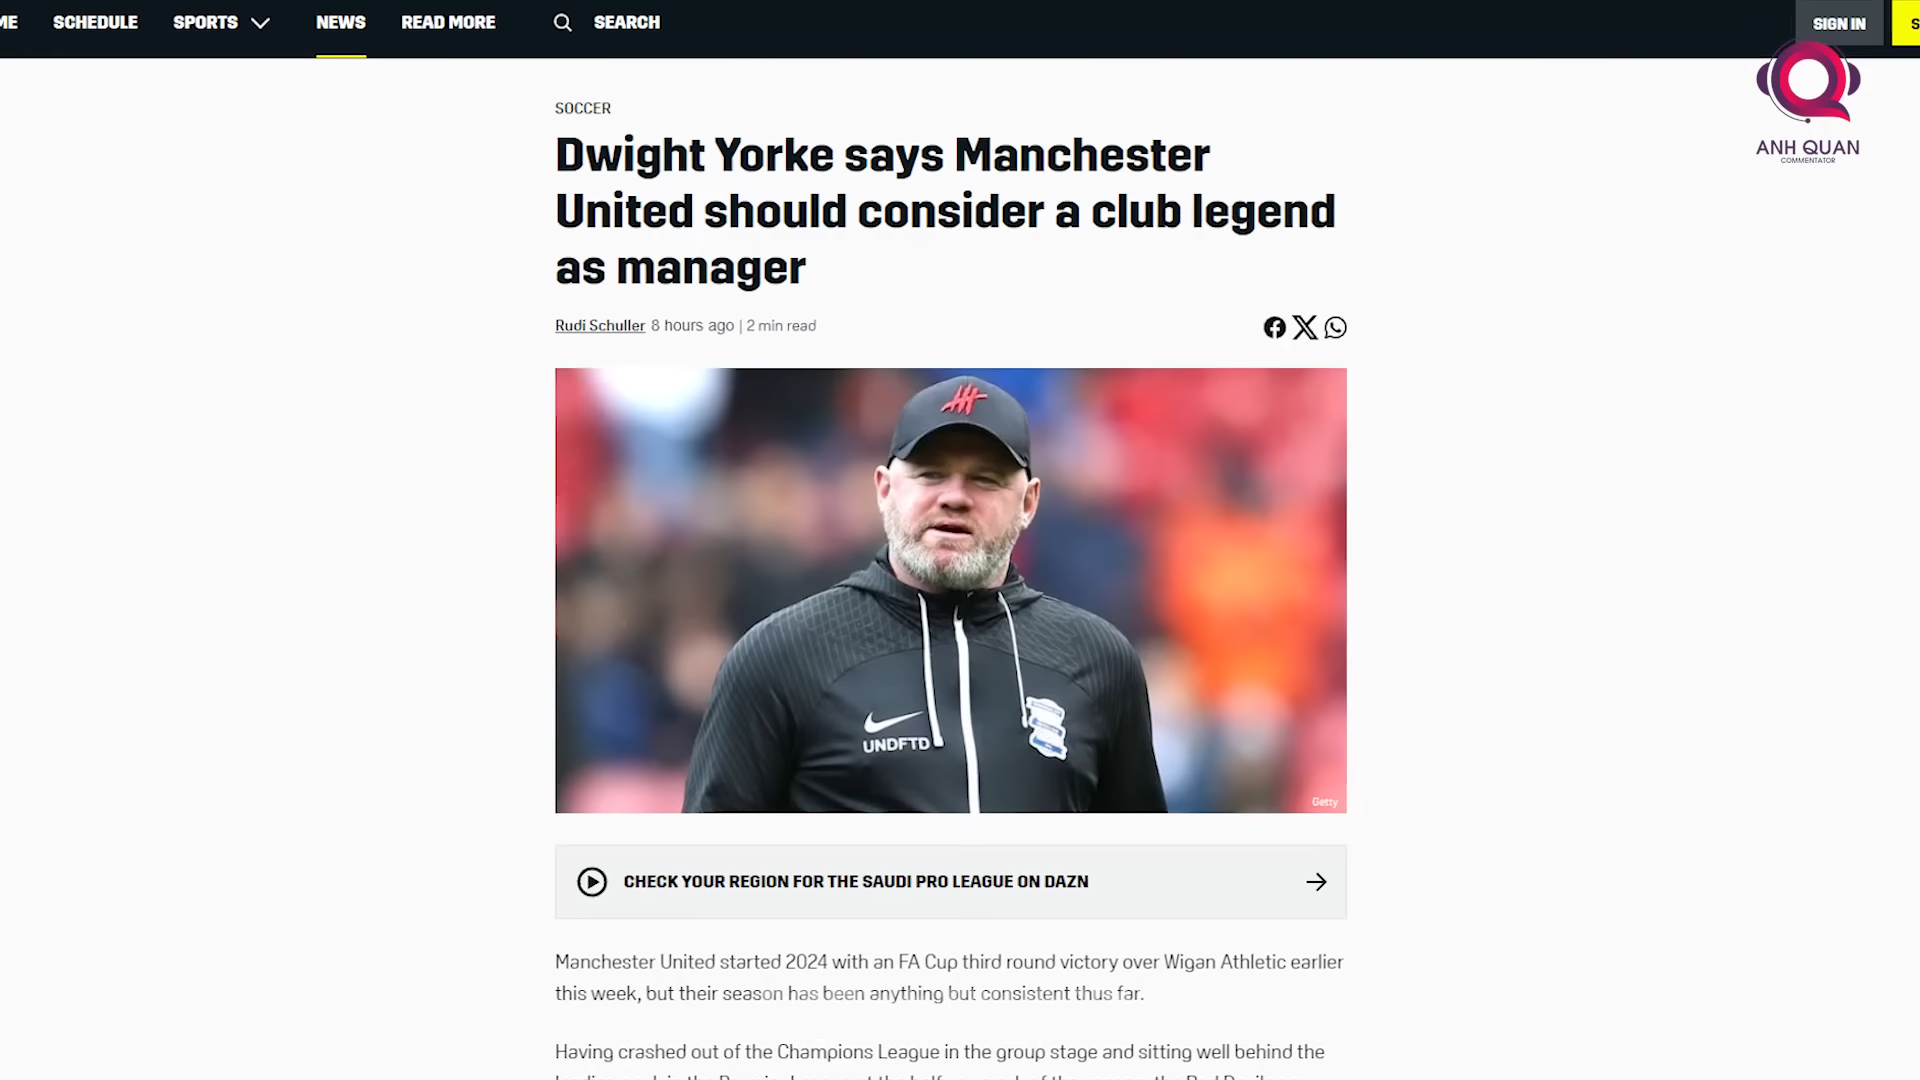 SCHEDULE SPORTS NEWS READ MORE SEARCH SIGN IN
ANH QUAN
COMMENTATOR
SOCCER
Dwight Yorke says Manchester
United should consider a club legend
as manager
Rudi Schuller 8 hours ago | 2 min read
UNDFTD
Getty
CHECK YOUR REGION FOR THE SAUDI PRO LEAGUE ON DAZN
Manchester United started 2024 with an FA Cup third round victory over Wigan Athletic earlier
this week, but their season has been anything but consistent thus far.
Having crashed out of the Champions League in the group stage and sitting well behind the